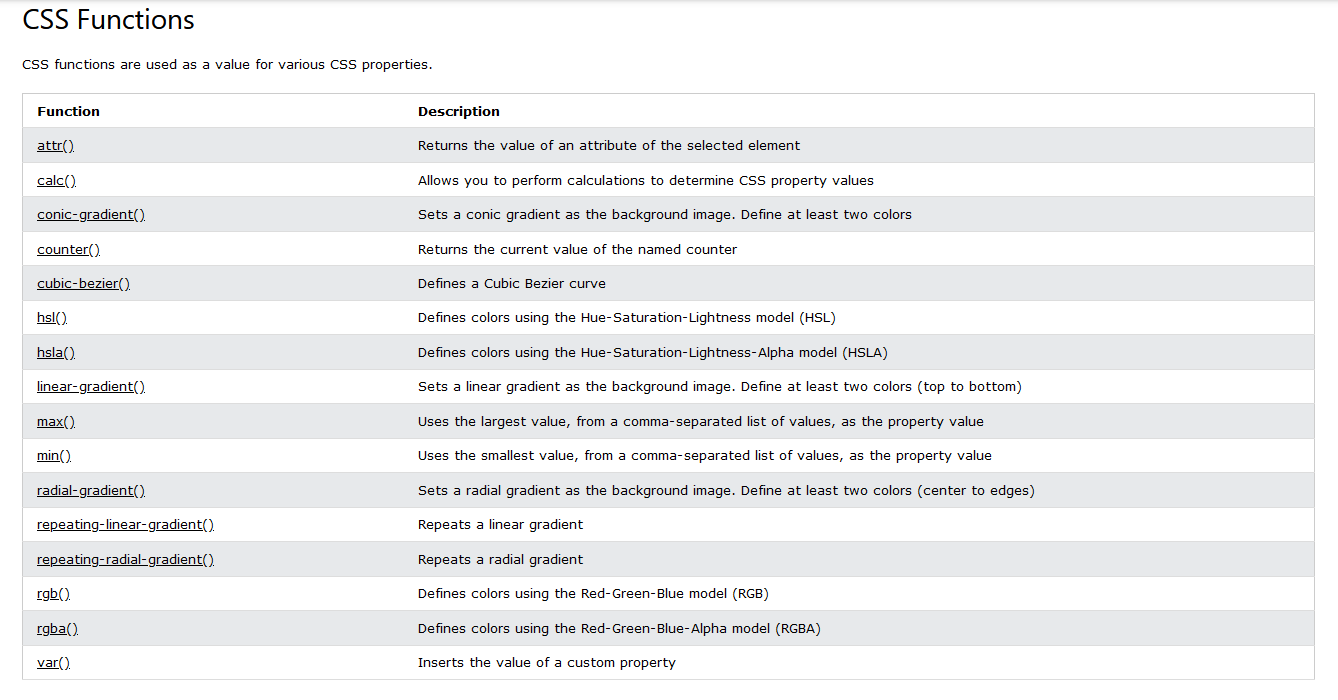 CSS Functions
CSS functions are used as a value for various CSS properties.
Function Description
attr() Returns the value of an attribute of the selected element
calc() Allows you to perform calculations to determine CSS property values
conic-gradient() Sets a conic gradient as the background image. Define at least two colors
counter() Returns the current value of the named counter
cubic-bezier() Defines a Cubic Bezier curve
hsl() Defines colors using the Hue-Saturation-Lightness model (HSL)
hsla() Defines colors using the Hue-Saturation-Lightness-Alpha model (HSLA)
linear-gradient() Sets a linear gradient as the background image. Define at least two colors (top to bottom)
max() Uses the largest value, from a comma-separated list of values, as the property value
min() Uses the smallest value, from a comma-separated list of values, as the property value
radial-gradient() Sets a radial gradient as the background image. Define at least two colors (center to edges)
repeating-linear-gradient() Repeats a linear gradient
repeating-radial-gradient() Repeats a radial gradient
rgb() Defines colors using the Red-Green-Blue model (RGB)
rgba() Defines colors using the Red-Green-Blue-Alpha model (RGBA)
var() Inserts the value of a custom property